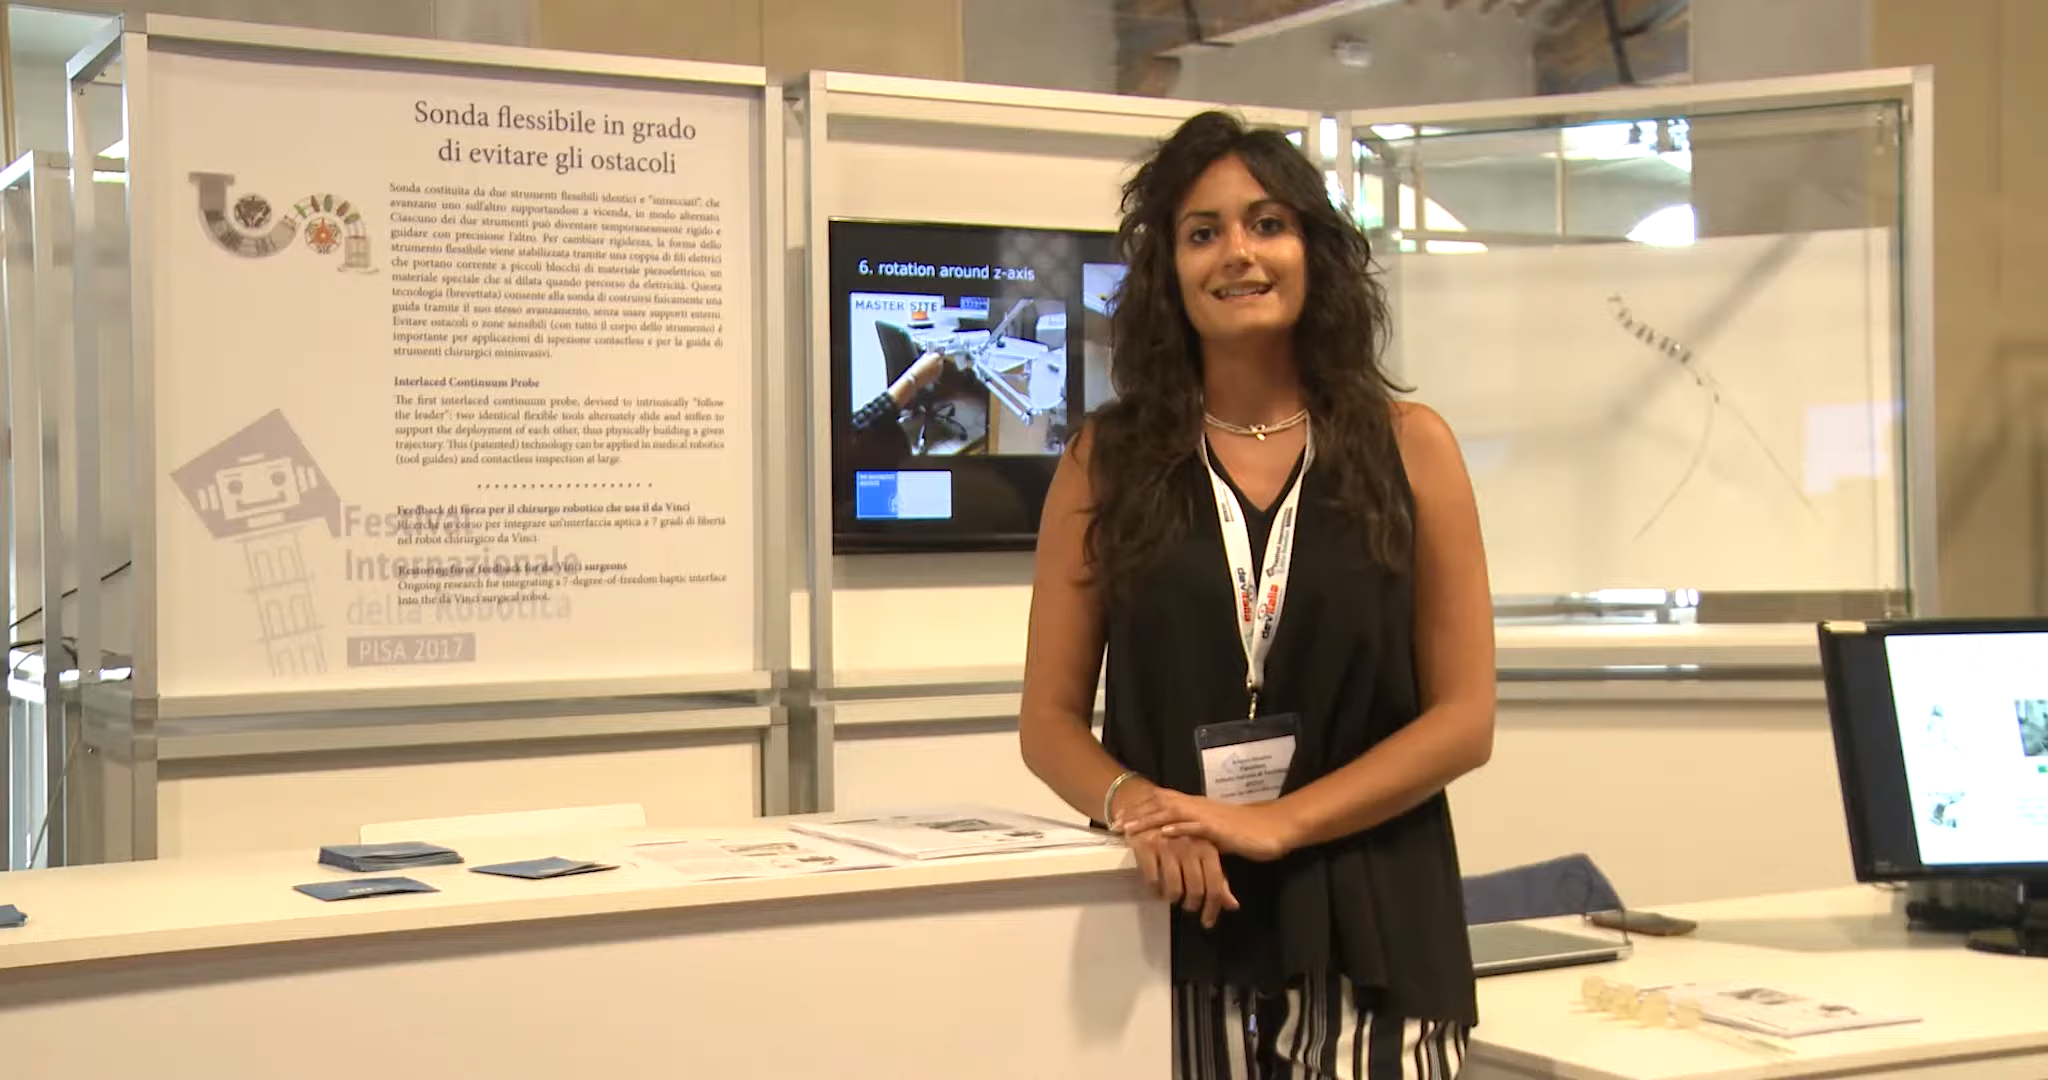 Sonda flessibile in grado
di evitare gli ostacoli
Sonda costituita da due strumenti flessibili identici e "intrecciati", che
avanzano uno sull'altro supportandosi a vicenda, in modo alternato.
Ciascuno dei due strumenti può diventare temporaneamente rigido e
guidare con precisione l'altro. Per cambiare rigidezza, la forma dello
strumento flessibile viene stabilizzata tramite una coppia di fili elettrici
che portano corrente a piccoli blocchi di materiale piezoelettrico, un
materiale speciale che si dilata quando percorso da elettricità. Questa
tecnologia (brevettata) consente alla sonda di costruirsi fisicamente una
guida tramite il suo stesso avanzamento, senza usare supporti esterni.
Evitare ostacoli o zone sensibili (con tutto il corpo dello strumento) è
importante per applicazioni di ispezione contactless e per la guida di
strumenti chirurgici mininvasivi.
Interlaced Continuum Probe
The first interlaced continuum probe, devised to intrinsically "follow
the leader": two identical flexible tools alternately slide and stiffen to
support the deployment of each other, thus physically building a given
trajectory. This (patented) technology can be applied in medical robotics
(tool guides) and contactless inspection at large.
Feedback di forza per il chirurgo robotico che usa il da Vinci
Ricerche in corso per integrare un'interfaccia aptica a 7 gradi di libertà
nel robot chirurgico da Vinci.
Restoring force feedback for da Vinci surgeons
Ongoing research for integrating a 7-degree-of-freedom haptic interface
into the da Vinci surgical robot.
Festival
Internazionale
della Robotica
PISA 2017
6. rotation around z-axis
MASTER SITE
devitalia